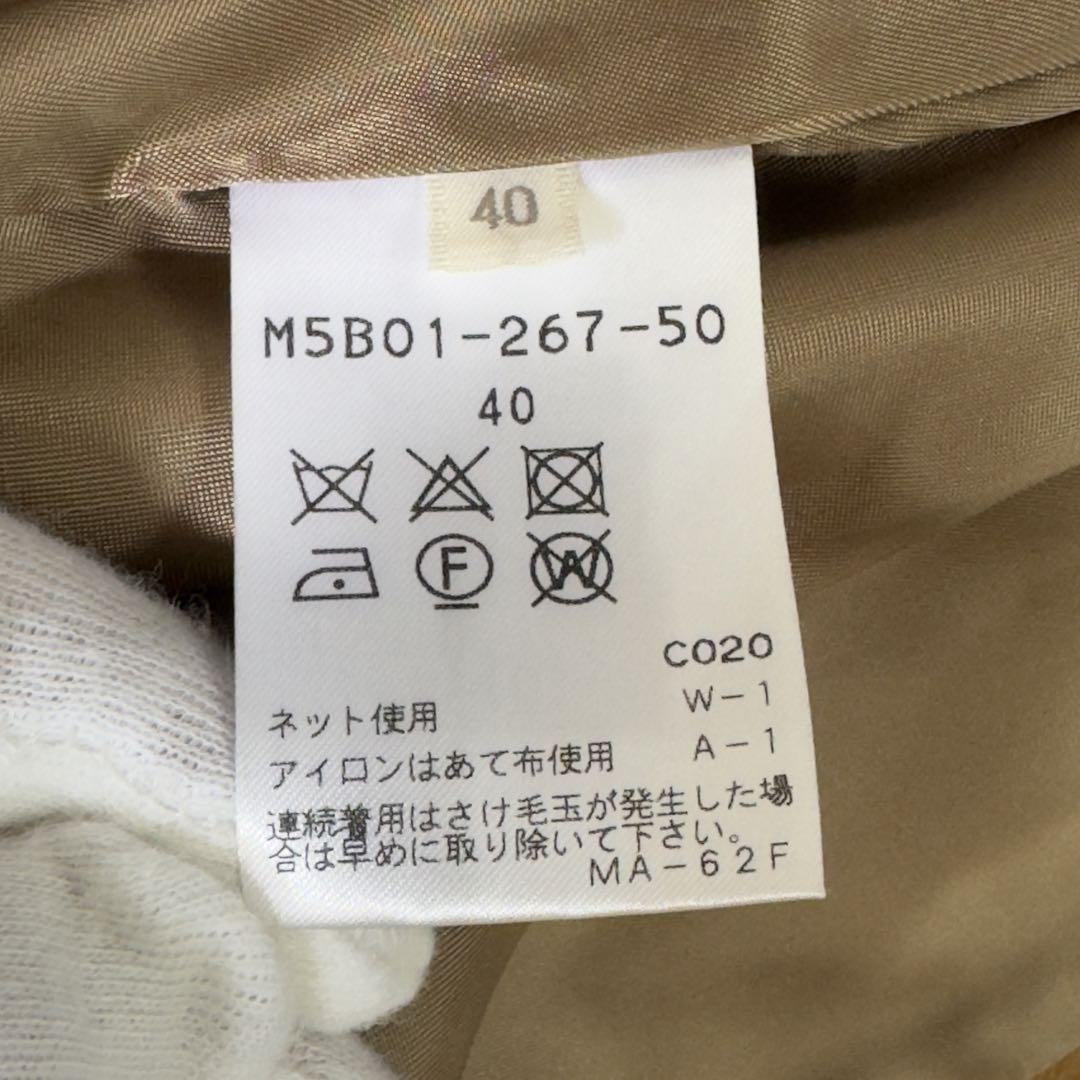 40
M5B01-267-50
40
F
W
C020
W-1
ネット使用
A-1
アイロンはあて布使用
連続着用はさけ毛玉が発生した場
合は早めに取り除いて下さい。
MA-62F